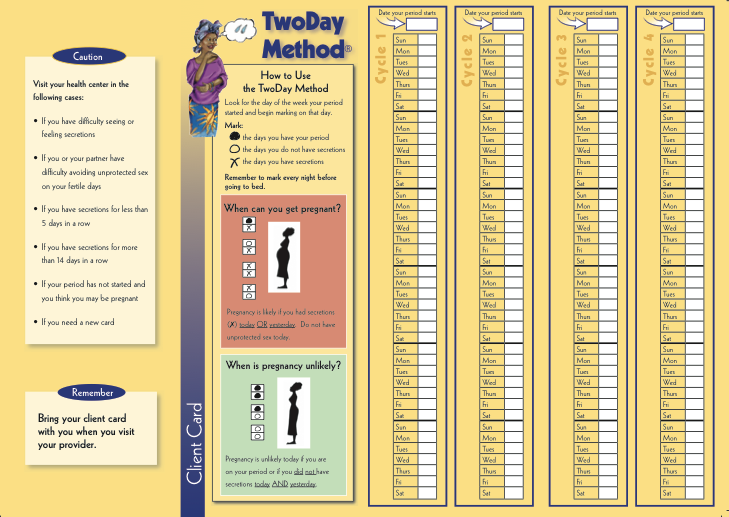 Caution
Visit your health center in the
following cases:
• If you have difficulty seeing or
feeling secretions
• If you or your partner have
difficulty avoiding unprotected sex
on your fertile days
• If you have secretions for less than
5 days in a row
• If you have secretions for more
than 14 days in a row
• If your period has not started and
you think you may be pregnant
• If you need a new card
Remember
Bring your client card
with you when you visit
your provider.
Client Card
TwoDay
Method®
How to Use
the TwoDay Method
Look for the day of the week your period
started and begin marking on that day.
Mark:
the days you have your period
the days you do not have secretions
the days you have secretions
Remember to mark every night before
going to bed.
When can you get pregnant?
Pregnancy is likely if you had secretions
(X) today OR yesterday. Do not have
unprotected sex today.
When is pregnancy unlikely?
Pregnancy is unlikely today if you are
on your period or if you did not have
secretions today AND yesterday.
Date your period starts
Cycle 1
Sun
Mon
Tues
Wed
Thurs
Fri
Sat
Sun
Mon
Tues
Wed
Thurs
Fri
Sat
Sun
Mon
Tues
Wed
Thurs
Fri
Sat
Sun
Mon
Tues
Wed
Thurs
Fri
Sat
Sun
Mon
Tues
Wed
Thurs
Fri
Sat
Sun
Mon
Tues
Wed
Thurs
Fri
Sat
Date your period starts
Cycle 2
Sun
Mon
Tues
Wed
Thurs
Fri
Sat
Sun
Mon
Tues
Wed
Thurs
Fri
Sat
Sun
Mon
Tues
Wed
Thurs
Fri
Sat
Sun
Mon
Tues
Wed
Thurs
Fri
Sat
Sun
Mon
Tues
Wed
Thurs
Fri
Sat
Sun
Mon
Tues
Wed
Thurs
Fri
Sat
Date your period starts
Cycle 3
Sun
Mon
Tues
Wed
Thurs
Fri
Sat
Sun
Mon
Tues
Wed
Thurs
Fri
Sat
Sun
Mon
Tues
Wed
Thurs
Fri
Sat
Sun
Mon
Tues
Wed
Thurs
Fri
Sat
Sun
Mon
Tues
Wed
Thurs
Fri
Sat
Sun
Mon
Tues
Wed
Thurs
Fri
Sat
Date your period starts
Cycle 4
Sun
Mon
Tues
Wed
Thurs
Fri
Sat
Sun
Mon
Tues
Wed
Thurs
Fri
Sat
Sun
Mon
Tues
Wed
Thurs
Fri
Sat
Sun
Mon
Tues
Wed
Thurs
Fri
Sat
Sun
Mon
Tues
Wed
Thurs
Fri
Sat
Sun
Mon
Tues
Wed
Thurs
Fri
Sat